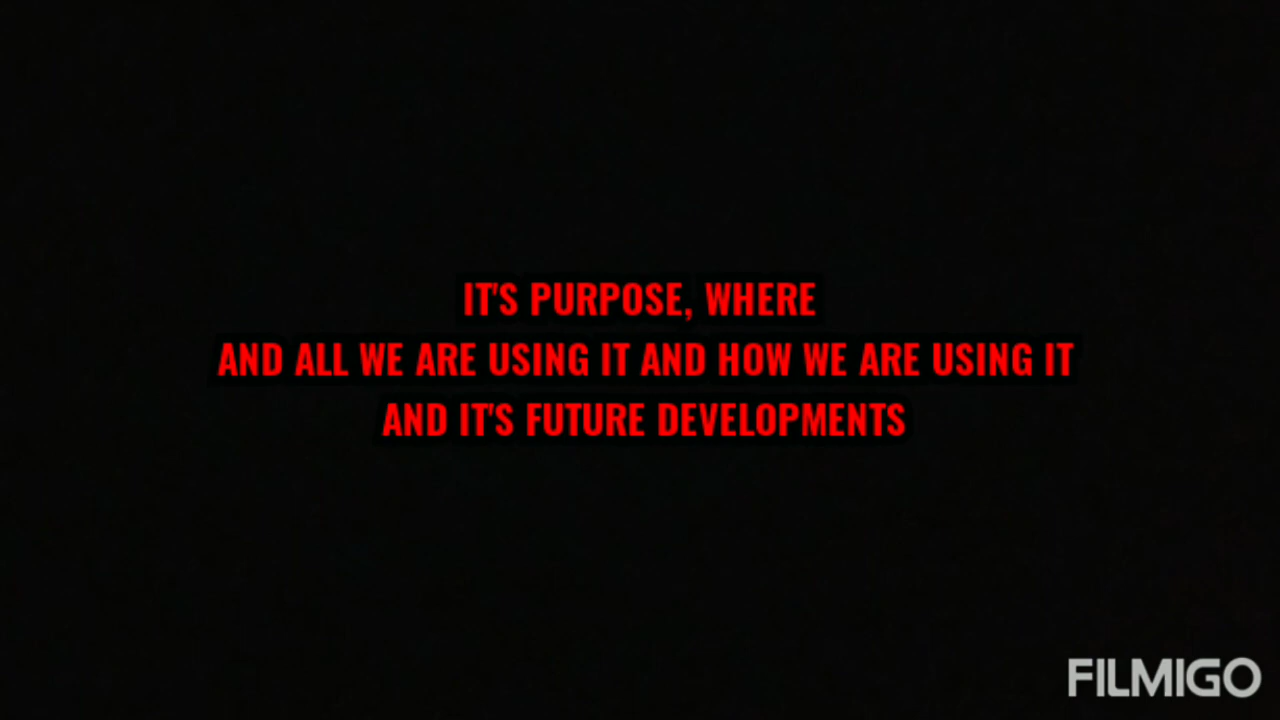 IT'S PURPOSE, WHERE
AND ALL WE ARE USING IT AND HOW WE ARE USING IT
AND IT'S FUTURE DEVELOPMENTS
FILMIGO